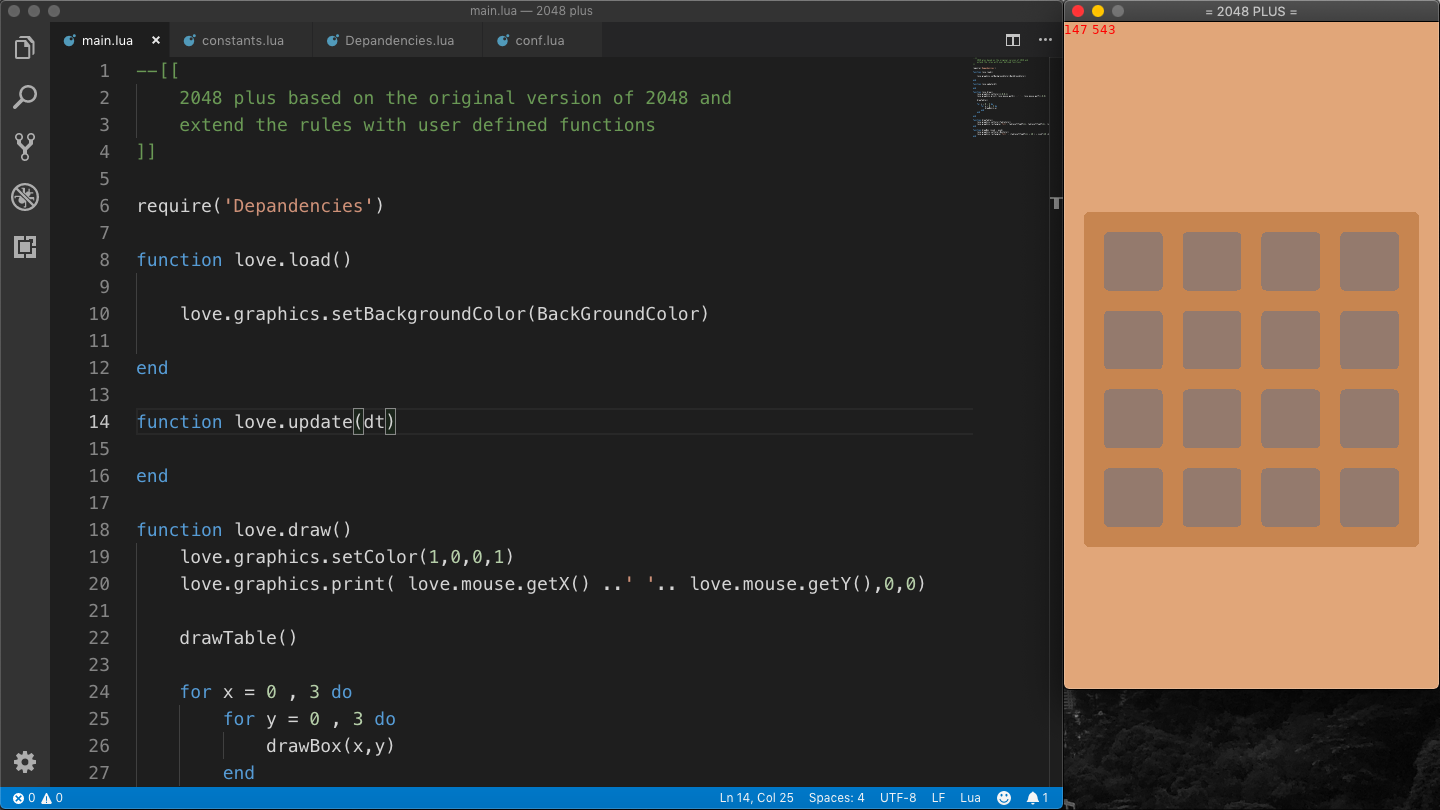 main.lua — 2048 plus
main.lua × constants.lua Depandencies.lua conf.lua
1 --[[
2 2048 plus based on the original version of 2048 and
3 extend the rules with user defined functions
4 ]]
5
6 require('Depandencies')
7
8 function love.load()
9
10 love.graphics.setBackgroundColor(BackGroundColor)
11
12 end
13
14 function love.update(dt)
15
16 end
17
18 function love.draw()
19 love.graphics.setColor(1,0,0,1)
20 love.graphics.print( love.mouse.getX() ..' '.. love.mouse.getY(),0,0)
21
22 drawTable()
23
24 for x = 0 , 3 do
25 for y = 0 , 3 do
26 drawBox(x,y)
27 end
0 0 Ln 14, Col 25 Spaces: 4 UTF-8 LF Lua 1
= 2048 PLUS =
147 543